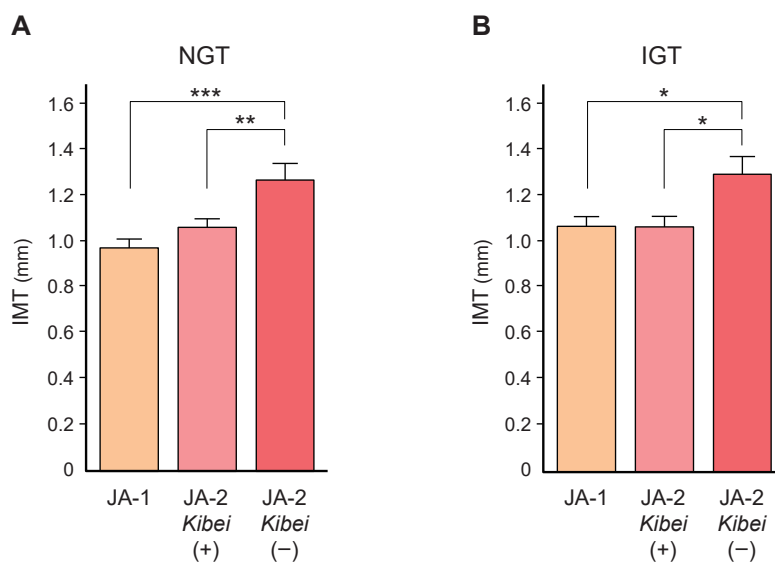 A
NGT
IMT (mm)
1.6
1.4
1.2
1.0
0.8
0.6
0.4
0.2
0
***
**
JA-1
JA-2
Kibei
(+)
JA-2
Kibei
(−)
B
IGT
IMT (mm)
1.6
1.4
1.2
1.0
0.8
0.6
0.4
0.2
0
*
*
JA-1
JA-2
Kibei
(+)
JA-2
Kibei
(−)